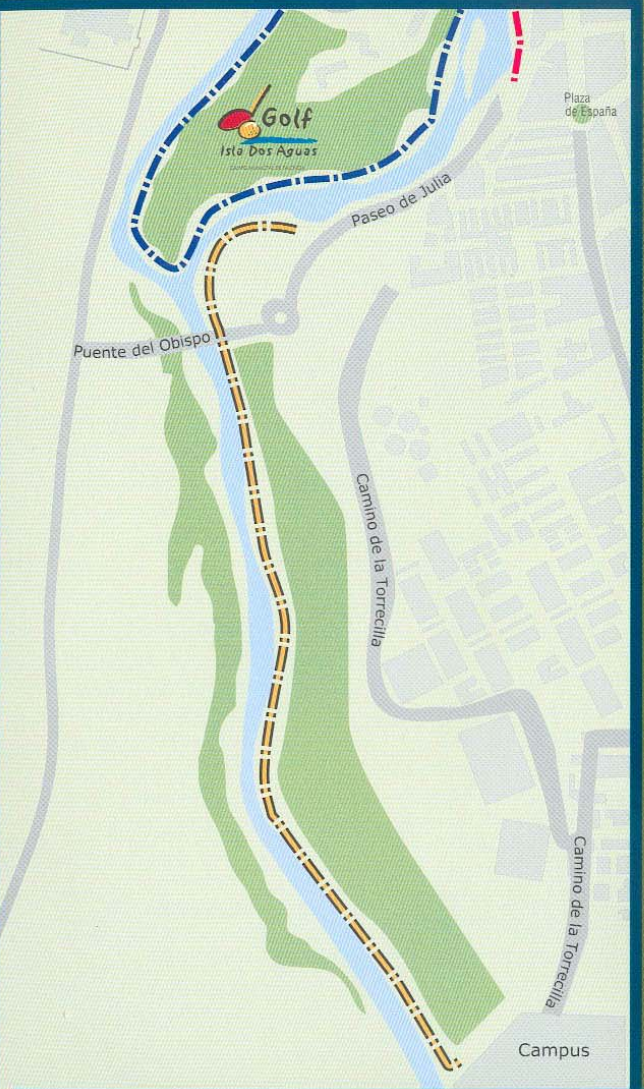 Plaza
de España
Golf
Isla Dos Aguas
Paseo de Julia
Puente del Obispo
Camino de la Torrecilla
Camino de la Torrecilla
Campus